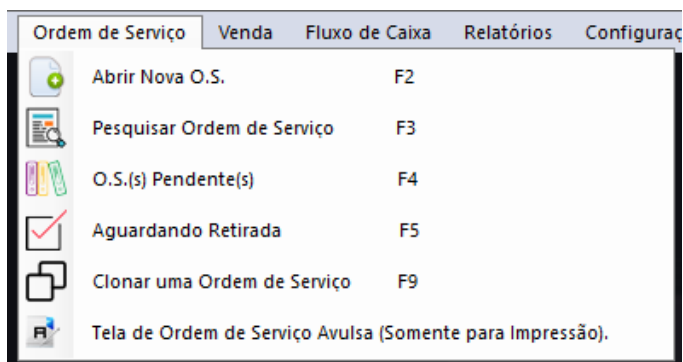 Ordem de Serviço Venda Fluxo de Caixa Relatórios Configuraç
Abrir Nova O.S. F2
Pesquisar Ordem de Serviço F3
O.S.(s) Pendente(s) F4
Aguardando Retirada F5
Clonar uma Ordem de Serviço F9
Tela de Ordem de Serviço Avulsa (Somente para Impressão).